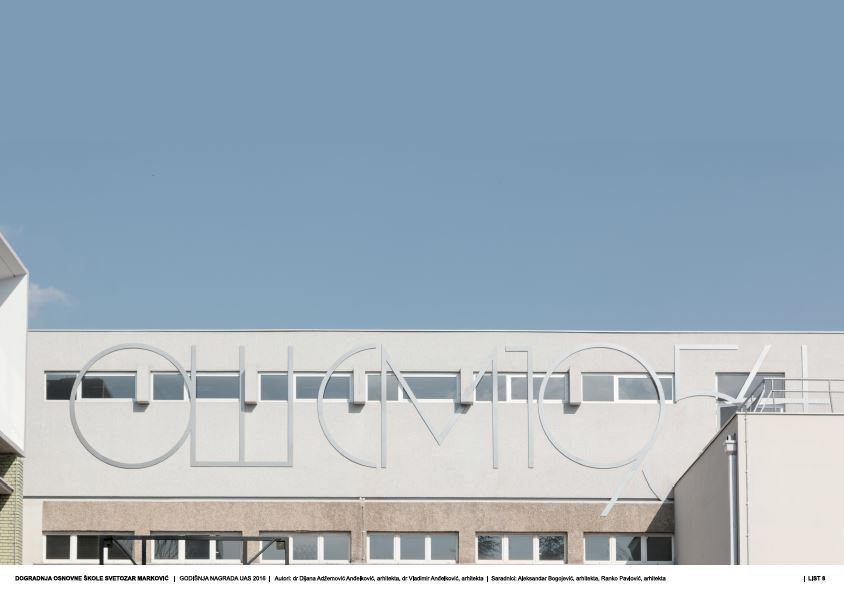 ОШСМ1954
DOGRADNJA OSNOVNE ŠKOLE SVETOZAR MARKOVIĆ | GODIŠNJA NAGRADA UAS 2016 | Autori: dr Dijana Adžemović Anđelković, arhitekta, dr Vladimir Anđelković, arhitekta | Saradnici: Aleksandar Bogojević, arhitekta, Ranko Pavlović, arhitekta | LIST 8